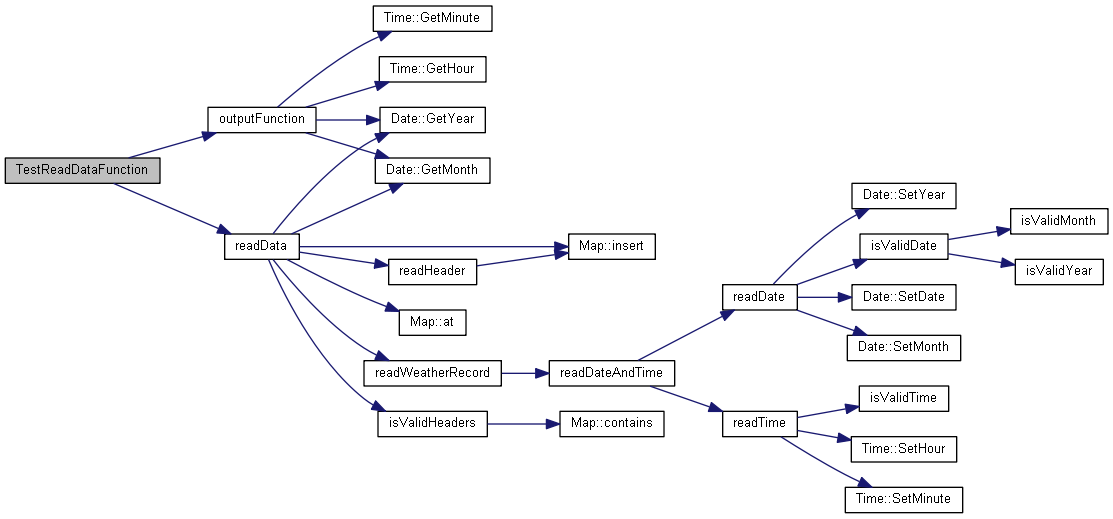 Time::GetMinute
Time::GetHour
outputFunction
Date::GetYear
TestReadDataFunction
Date::GetMonth
Date::SetYear
isValidMonth
readData
Map::insert
isValidDate
readHeader
isValidYear
readDate
Date::SetDate
Map::at
Date::SetMonth
readWeatherRecord
readDateAndTime
isValidTime
isValidHeaders
Map::contains
readTime
Time::SetHour
Time::SetMinute